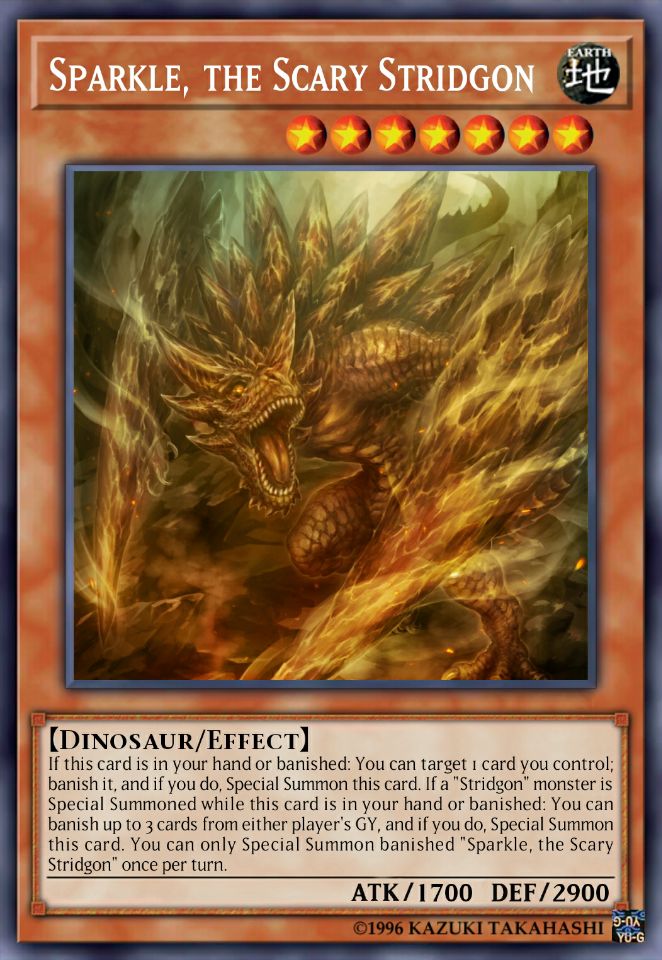 Sparkle, the Scary Stridgon
EARTH
地
[Dinosaur/Effect]
If this card is in your hand or banished: You can target 1 card you control;
banish it, and if you do, Special Summon this card. If a "Stridgon" monster is
Special Summoned while this card is in your hand or banished: You can
banish up to 3 cards from either player's GY, and if you do, Special Summon
this card. You can only Special Summon banished "Sparkle, the Scary
Stridgon" once per turn.
ATK/1700 DEF/2900
©1996 KAZUKI TAKAHASHI